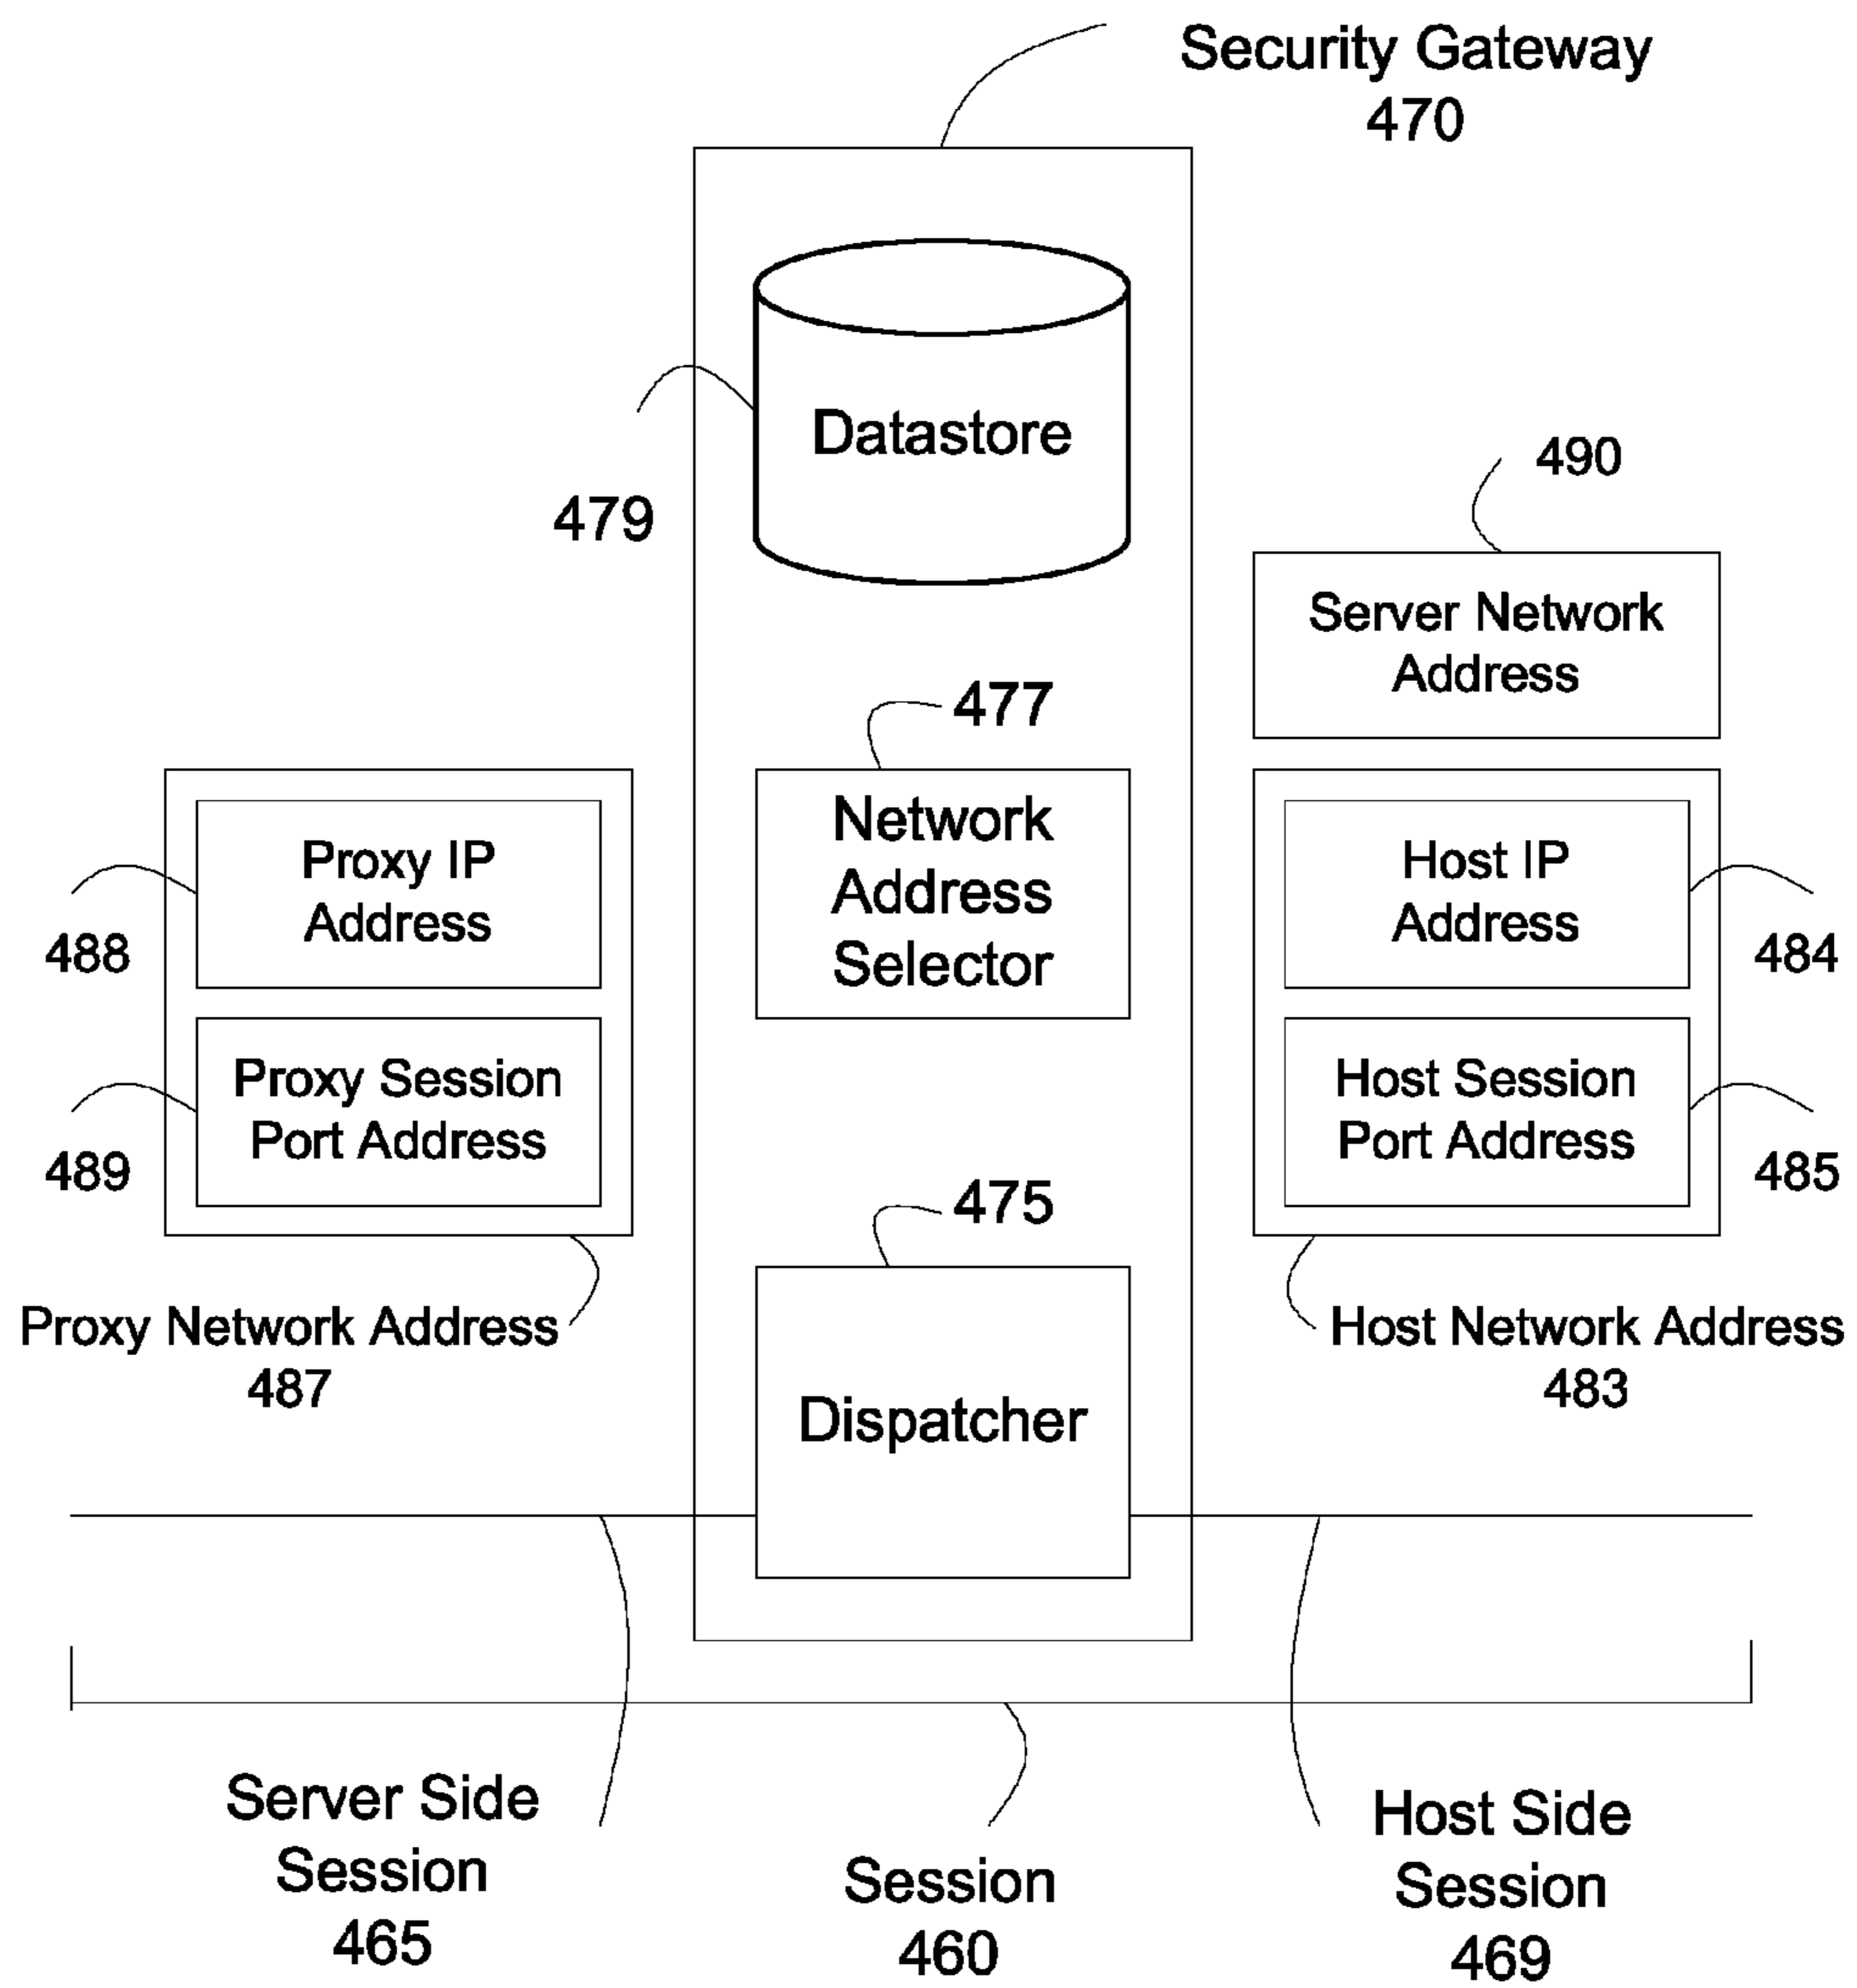 Security Gateway
470
Datastore
479
490
Server Network
Address
477
Network
Address
Selector
Proxy IP
Address
488
Proxy Session
Port Address
489
Host IP
Address
484
Host Session
Port Address
485
475
Proxy Network Address
487
Host Network Address
483
Dispatcher
Server Side
Session
465
Session
460
Host Side
Session
469